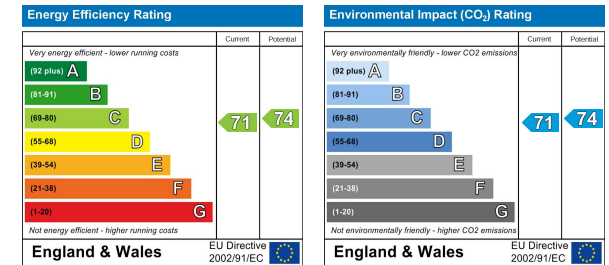 Energy Efficiency Rating
Current Potential
Very energy efficient - lower running costs
(92 plus) A
(81-91) B
(69-80) C
71 74
(55-68) D
(39-54) E
(21-38) F
(1-20) G
Not energy efficient - higher running costs
England & Wales
EU Directive
2002/91/EC
Environmental Impact (CO₂) Rating
Current Potential
Very environmentally friendly - lower CO2 emissions
(92 plus) A
(81-91) B
(69-80) C
71 74
(55-68) D
(39-54) E
(21-38) F
(1-20) G
Not environmentally friendly - higher CO2 emissions
England & Wales
EU Directive
2002/91/EC